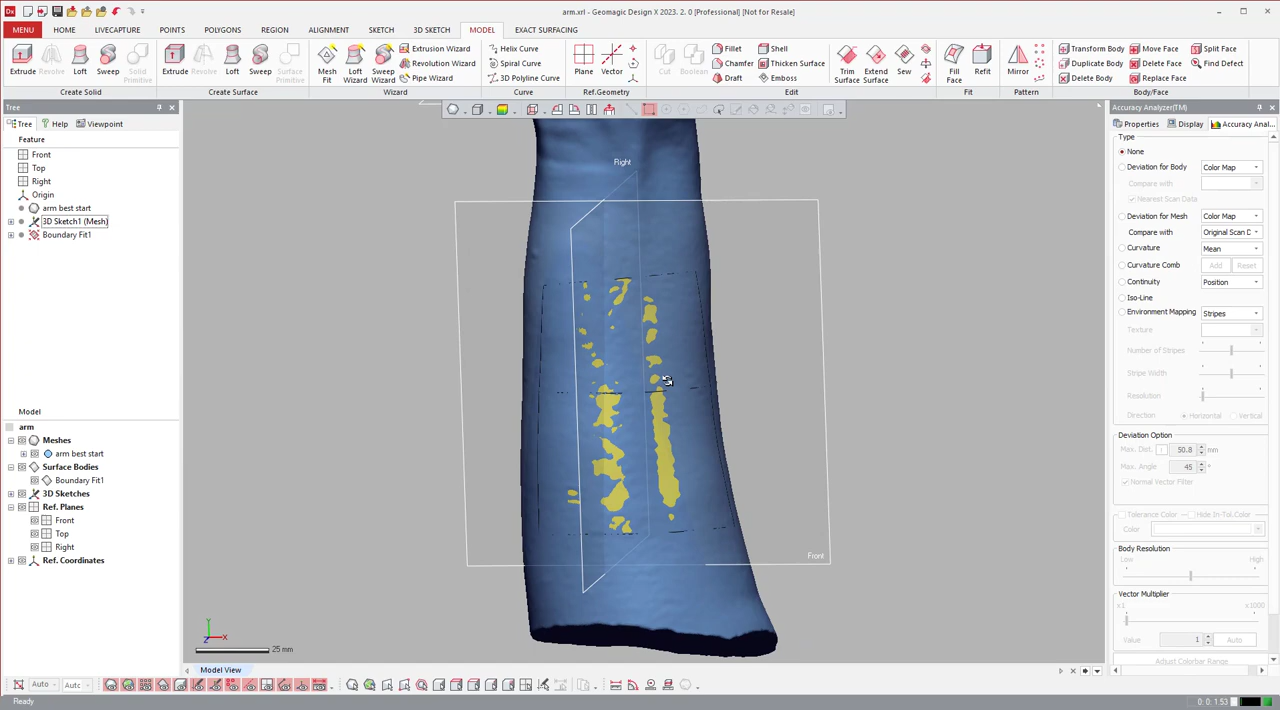 arm.xrl - Geomagic Design X 2023. 2. 0 [Professional] [Not for Resale]
MENU HOME LIVECAPTURE POINTS POLYGONS REGION ALIGNMENT SKETCH 3D SKETCH MODEL EXACT SURFACING
Extrude Revolve Loft Sweep Solid Primitive
Create Solid
Extrude Revolve Loft Sweep Surface Primitive
Create Surface
Extrusion Wizard
Revolution Wizard
Pipe Wizard
Mesh Fit Loft Wizard Sweep Wizard
Wizard
Helix Curve
Spiral Curve
3D Polyline Curve
Curve
Plane Vector
Ref.Geometry
Cut Boolean
Fillet Shell
Chamfer Thicken Surface
Draft Emboss
Trim Surface Extend Surface Sew
Edit
Fill Face Refit
Fit
Mirror
Pattern
Transform Body Move Face Split Face
Duplicate Body Delete Face Find Defect
Delete Body Replace Face
Body/Face
Tree
Tree Help Viewpoint
Feature
Front
Top
Right
Origin
arm best start
3D Sketch1 (Mesh)
Boundary Fit1
Model
arm
Meshes
arm best start
Surface Bodies
Boundary Fit1
3D Sketches
Ref. Planes
Front
Top
Right
Ref. Coordinates
Right
Front
Y
Z X
25 mm
Model View
Auto Autc
Ready
0: 0: 1:53
Accuracy Analyzer(TM)
Properties Display Accuracy Anal...
Type
None
Deviation for Body Color Map
Compare with
Nearest Scan Data
Deviation for Mesh Color Map
Compare with Original Scan D
Curvature Mean
Curvature Comb Add Reset
Continuity Position
Iso-Line
Environment Mapping Stripes
Texture
Number of Stripes
Stripe Width
Resolution
Direction Horizontal Vertical
Deviation Option
Max. Dist. 50.8 mm
Max. Angle 45 °
Normal Vector Filter
Tolerance Color Hide In-Tol.Color
Color
Body Resolution
Low High
Vector Multiplier
x1 x1000
Value 1 Auto
Adjust Colorbar Range